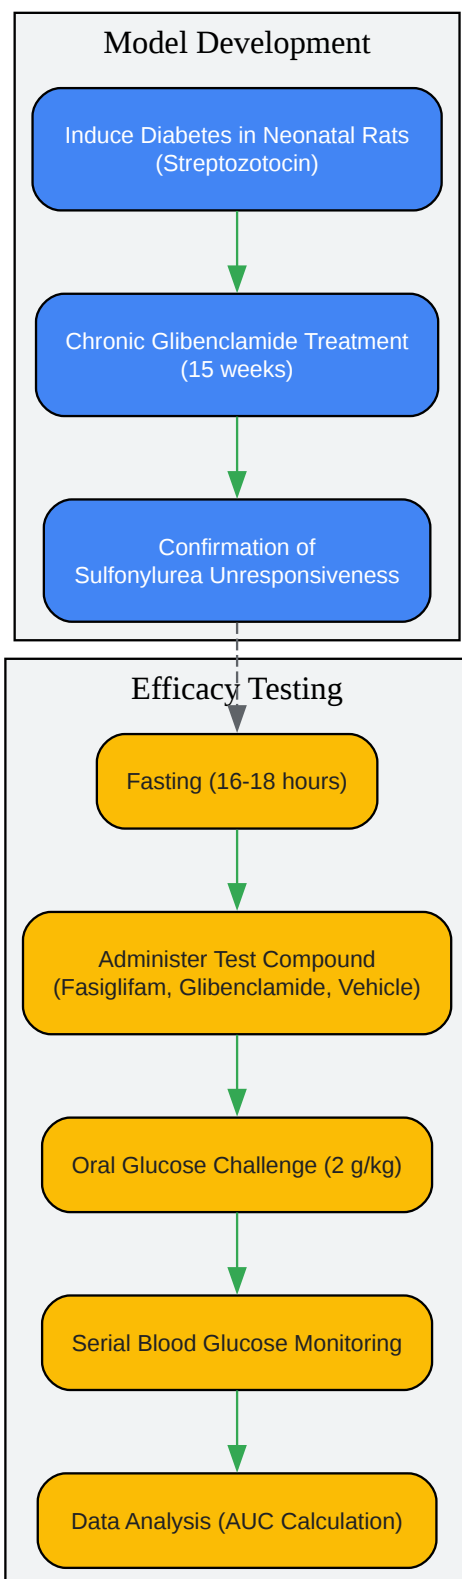 Model Development
Induce Diabetes in Neonatal Rats
(Streptozotocin)
Chronic Glibenclamide Treatment
(15 weeks)
Confirmation of
Sulfonylurea Unresponsiveness
Efficacy Testing
Fasting (16-18 hours)
Administer Test Compound
(Fasiglifam, Glibenclamide, Vehicle)
Oral Glucose Challenge (2 g/kg)
Serial Blood Glucose Monitoring
Data Analysis (AUC Calculation)